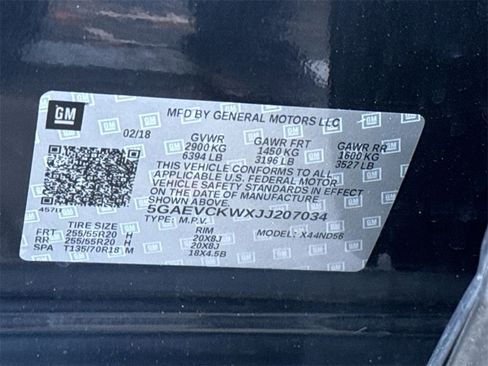 GM
MFD BY GENERAL MOTORS LLC
02/18 GVWR GAWR FRT GAWR RR
2900 KG 1450 KG 1600 KG
6394 LB 3196 LB 3527 LB
THIS VEHICLE CONFORMS TO ALL
APPLICABLE U.S. FEDERAL MOTOR
VEHICLE SAFETY STANDARDS IN EFFECT
ON THE DATE OF MANUFACTURE
5GAEVCKWXJJ207034
TYPE: M.P.V. MODEL: X44ND56
TIRE SIZE RIM
FRT 255/55R20 H 20X8J
RR 255/55R20 H 20X8J
SPA T135/70R18 M 18X4.5B